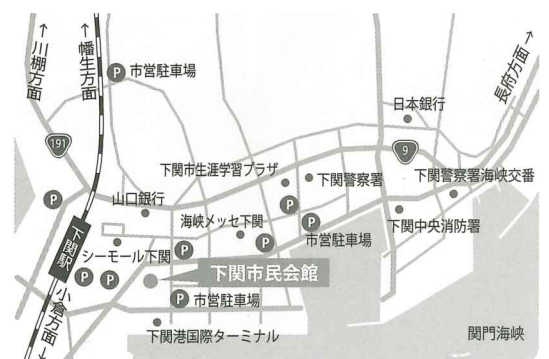 ↑川棚方面
↑幡生方面
P 市営駐車場
長府方面→
日本銀行
191
9
下関市生涯学習プラザ
下関警察署
下関警察署海峡交番
P
山口銀行
海峡メッセ下関
P
P
市営駐車場
下関中央消防署
下関駅
シーモール下関
P
P
P
P
下関市民会館
P 市営駐車場
小倉方面↓
下関港国際ターミナル
関門海峡